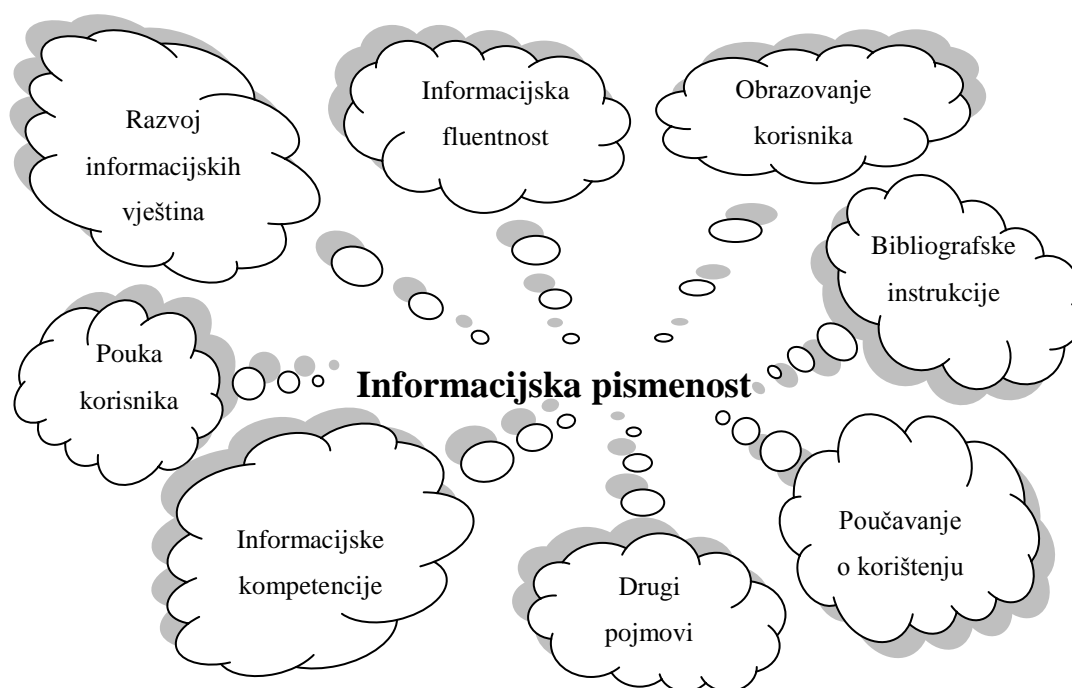 Razvoj
informacijskih
vještina
Informacijska
fluentnost
Obrazovanje
korisnika
Bibliografske
instrukcije
Pouka
korisnika
Informacijska pismenost
Informacijske
kompetencije
Drugi
pojmovi
Poučavanje
o korištenju